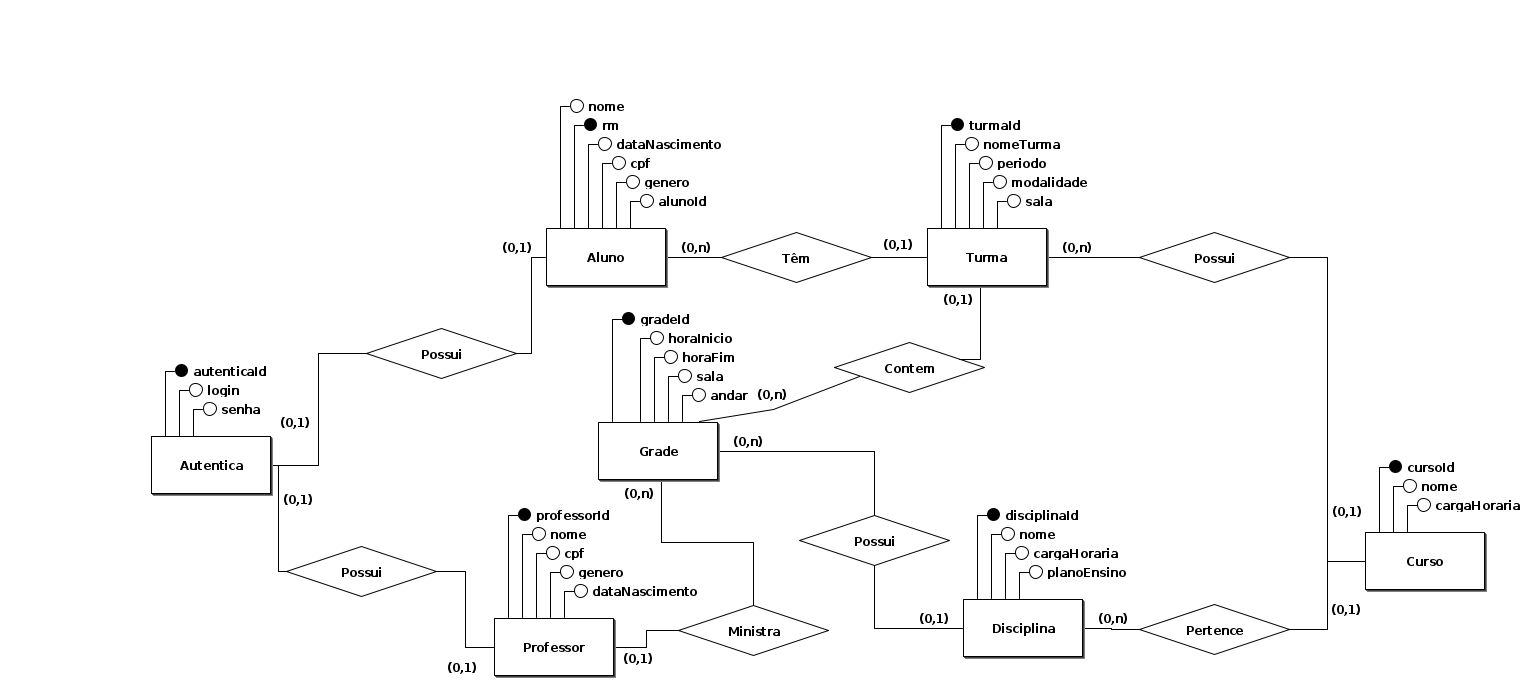 nome
rm
dataNascimento
cpf
genero
alunoId
turmaId
nomeTurma
periodo
modalidade
sala
(0,1)
Aluno
(0,n)
Têm
(0,1)
Turma
(0,n)
Possui
(0,1)
gradeId
horaInicio
horaFim
sala
andar
(0,n)
Contem
Possui
autenticaId
login
senha
(0,1)
Autentica
(0,1)
Grade
(0,n)
(0,n)
cursoId
nome
cargaHoraria
(0,1)
Curso
(0,1)
professorId
nome
cpf
genero
dataNascimento
Possui
disciplinaId
nome
cargaHoraria
planoEnsino
Possui
(0,1)
Disciplina
(0,n)
Pertence
Ministra
Professor
(0,1)
(0,1)